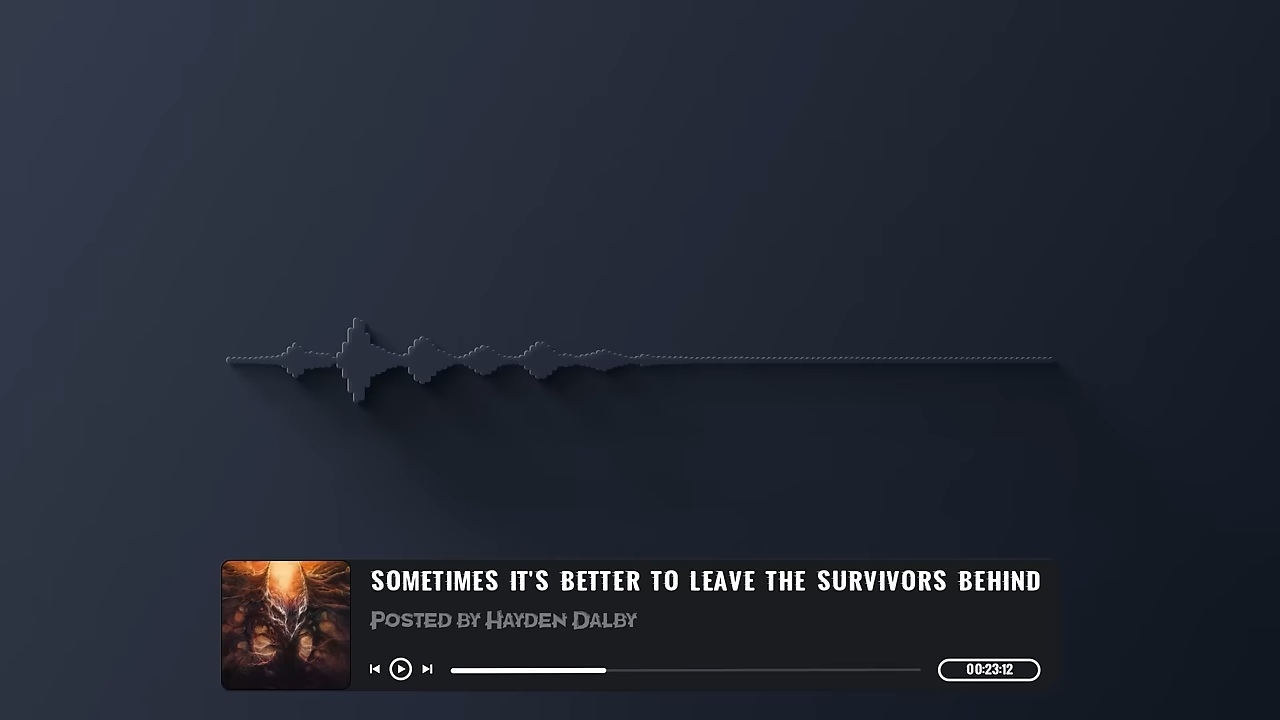 SOMETIMES IT'S BETTER TO LEAVE THE SURVIVORS BEHIND
Posted by Hayden Dalby
00:23:12